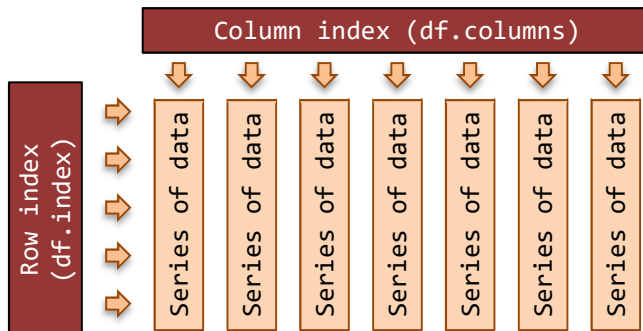 Column index (df.columns)
Row index
(df.index)
Series of data
Series of data
Series of data
Series of data
Series of data
Series of data
Series of data